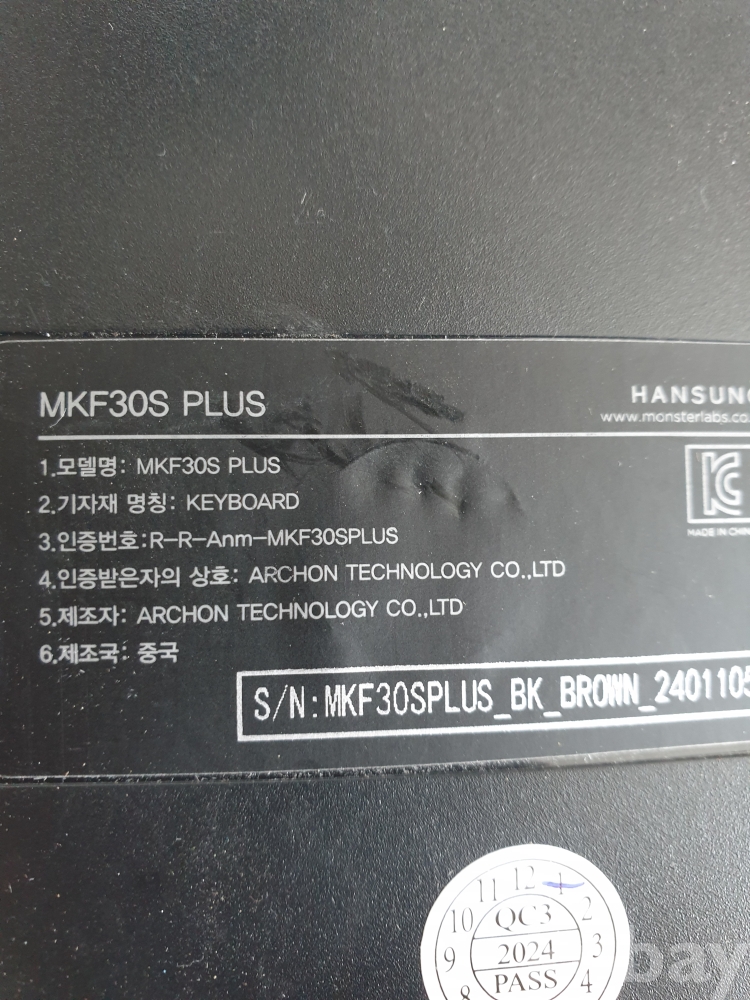 MKF30S PLUS
HANSUNG
www.monsterlabs.co.
1.모델명: MKF30S PLUS
2.기자재 명칭: KEYBOARD
3.인증번호:R-R-Anm-MKF30SPLUS
4.인증받은자의 상호: ARCHON TECHNOLOGY CO.,LTD
5.제조자: ARCHON TECHNOLOGY CO.,LTD
6.제조국: 중국
MADE IN CHINA
S/N:MKF30SPLUS_BK_BROWN_2401105
11 12 1
10 QC3 2
9 2024 3
8 PASS 4
bay